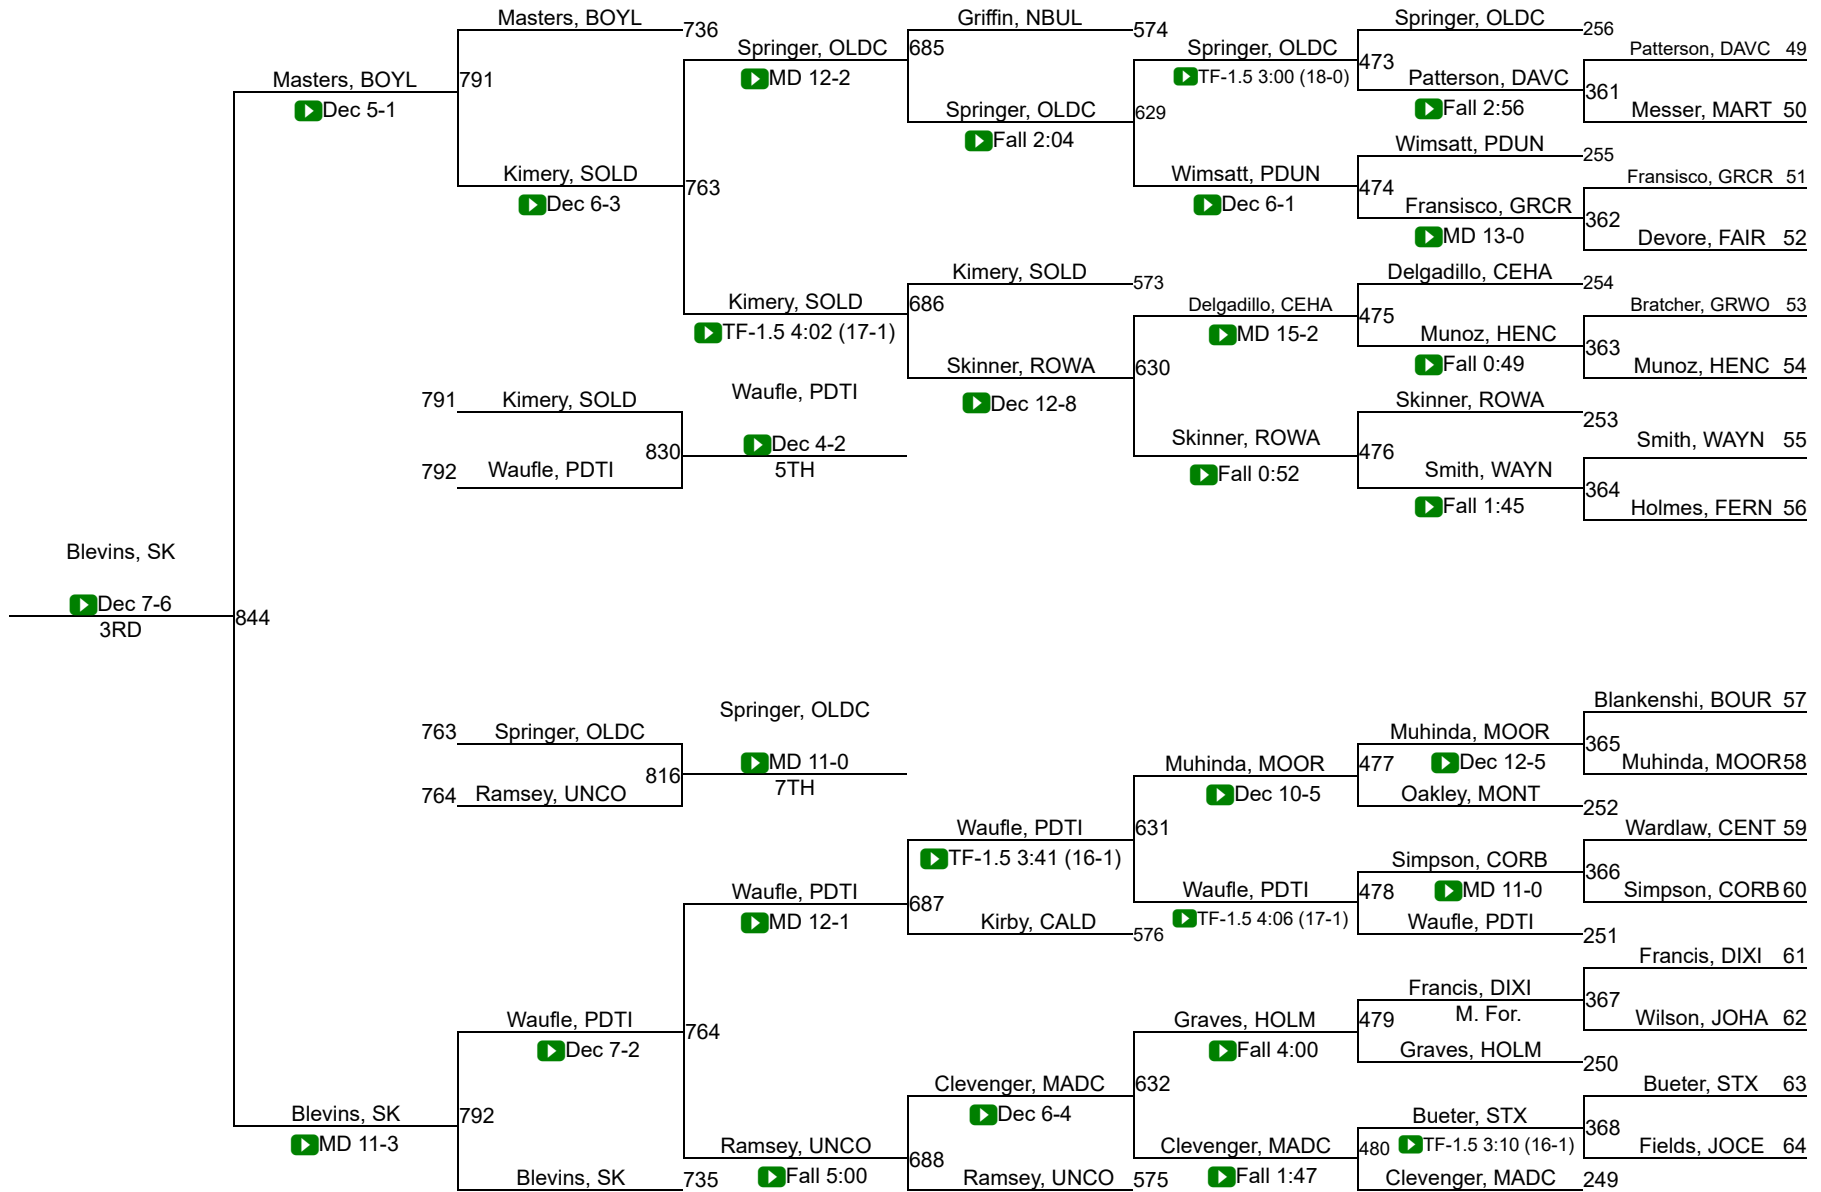 Masters, BOYL
736
Griffin, NBUL
574
Springer, OLDC
256
Springer, OLDC
685
Springer, OLDC
473
Patterson, DAVC 49
MD 12-2
TF-1.5 3:00 (18-0)
Patterson, DAVC
361
Masters, BOYL
791
Fall 2:56
Messer, MART 50
Dec 5-1
Springer, OLDC
629
Fall 2:04
Wimsatt, PDUN
255
Kimery, SOLD
763
Wimsatt, PDUN
474
Fransisco, GRCR 51
Dec 6-3
Dec 6-1
Fransisco, GRCR
362
MD 13-0
Devore, FAIR 52
Kimery, SOLD
573
Delgadillo, CEHA
254
Kimery, SOLD
686
Delgadillo, CEHA
475
Bratcher, GRWO 53
TF-1.5 4:02 (17-1)
MD 15-2
Munoz, HENC
363
Fall 0:49
Munoz, HENC 54
Skinner, ROWA
630
Dec 12-8
791
Kimery, SOLD
Waufle, PDTI
Skinner, ROWA
253
830
Dec 4-2
Skinner, ROWA
476
Smith, WAYN 55
792
Waufle, PDTI
5TH
Fall 0:52
Smith, WAYN
364
Fall 1:45
Holmes, FERN 56
Blevins, SK
Dec 7-6
844
3RD
763
Springer, OLDC
Springer, OLDC
Muhinda, MOOR
365
Blankenshi, BOUR 57
816
MD 11-0
Muhinda, MOOR
477
Dec 12-5
Muhinda, MOOR 58
764
Ramsey, UNCO
7TH
Dec 10-5
Oakley, MONT
252
Waufle, PDTI
631
Wardlaw, CENT 59
TF-1.5 3:41 (16-1)
Simpson, CORB
366
Waufle, PDTI
687
Waufle, PDTI
478
MD 11-0
Simpson, CORB 60
MD 12-1
Kirby, CALD
576
TF-1.5 4:06 (17-1)
Waufle, PDTI
251
Francis, DIXI 61
Francis, DIXI
367
Waufle, PDTI
764
Graves, HOLM
479
M. For.
Wilson, JOHA 62
Dec 7-2
Fall 4:00
Graves, HOLM
250
Clevenger, MADC
632
Bueter, STX 63
Blevins, SK
792
Dec 6-4
Bueter, STX
368
MD 11-3
Ramsey, UNCO
688
Clevenger, MADC
480
TF-1.5 3:10 (16-1)
Fields, JOCE 64
Blevins, SK
735
Fall 5:00
Ramsey, UNCO
575
Fall 1:47
Clevenger, MADC
249